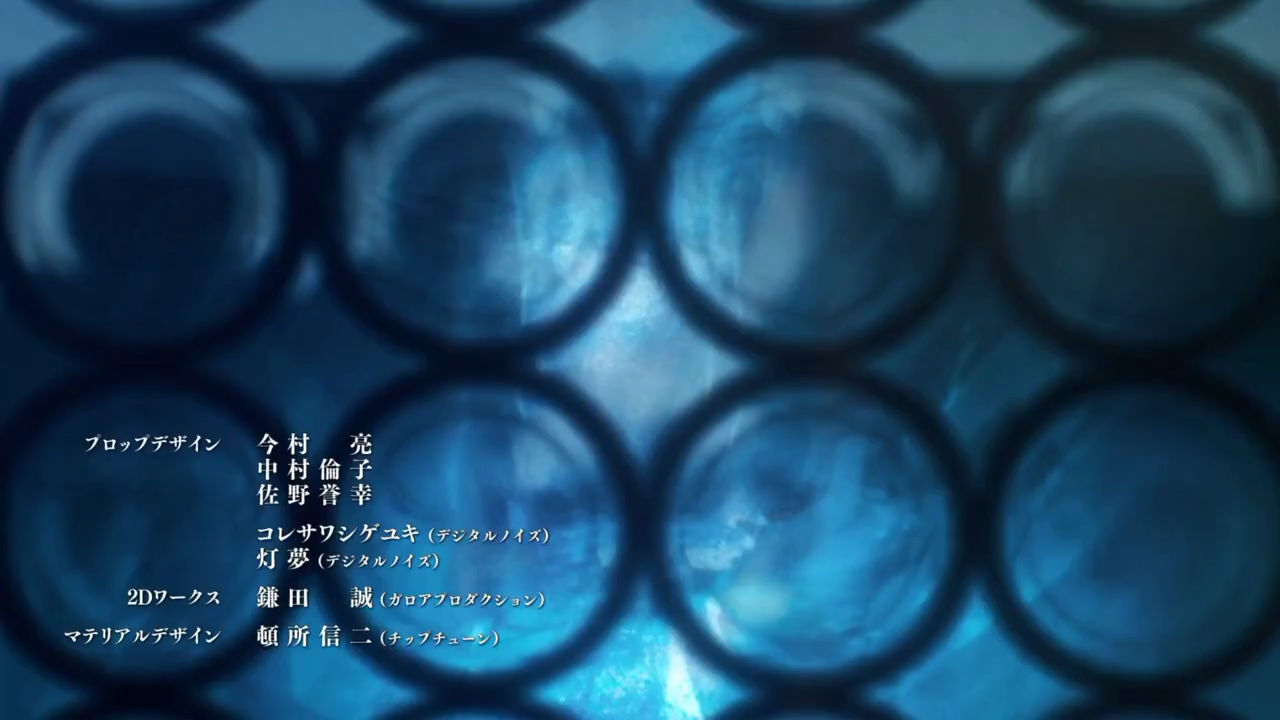 プロップデザイン 今村 亮
中村倫子
佐野誉幸
コレサワシゲユキ（デジタルノイズ）
灯夢（デジタルノイズ）
2Dワークス 鎌田 誠（ガロアプロダクション）
マテリアルデザイン 頓所信二（チップチューン）